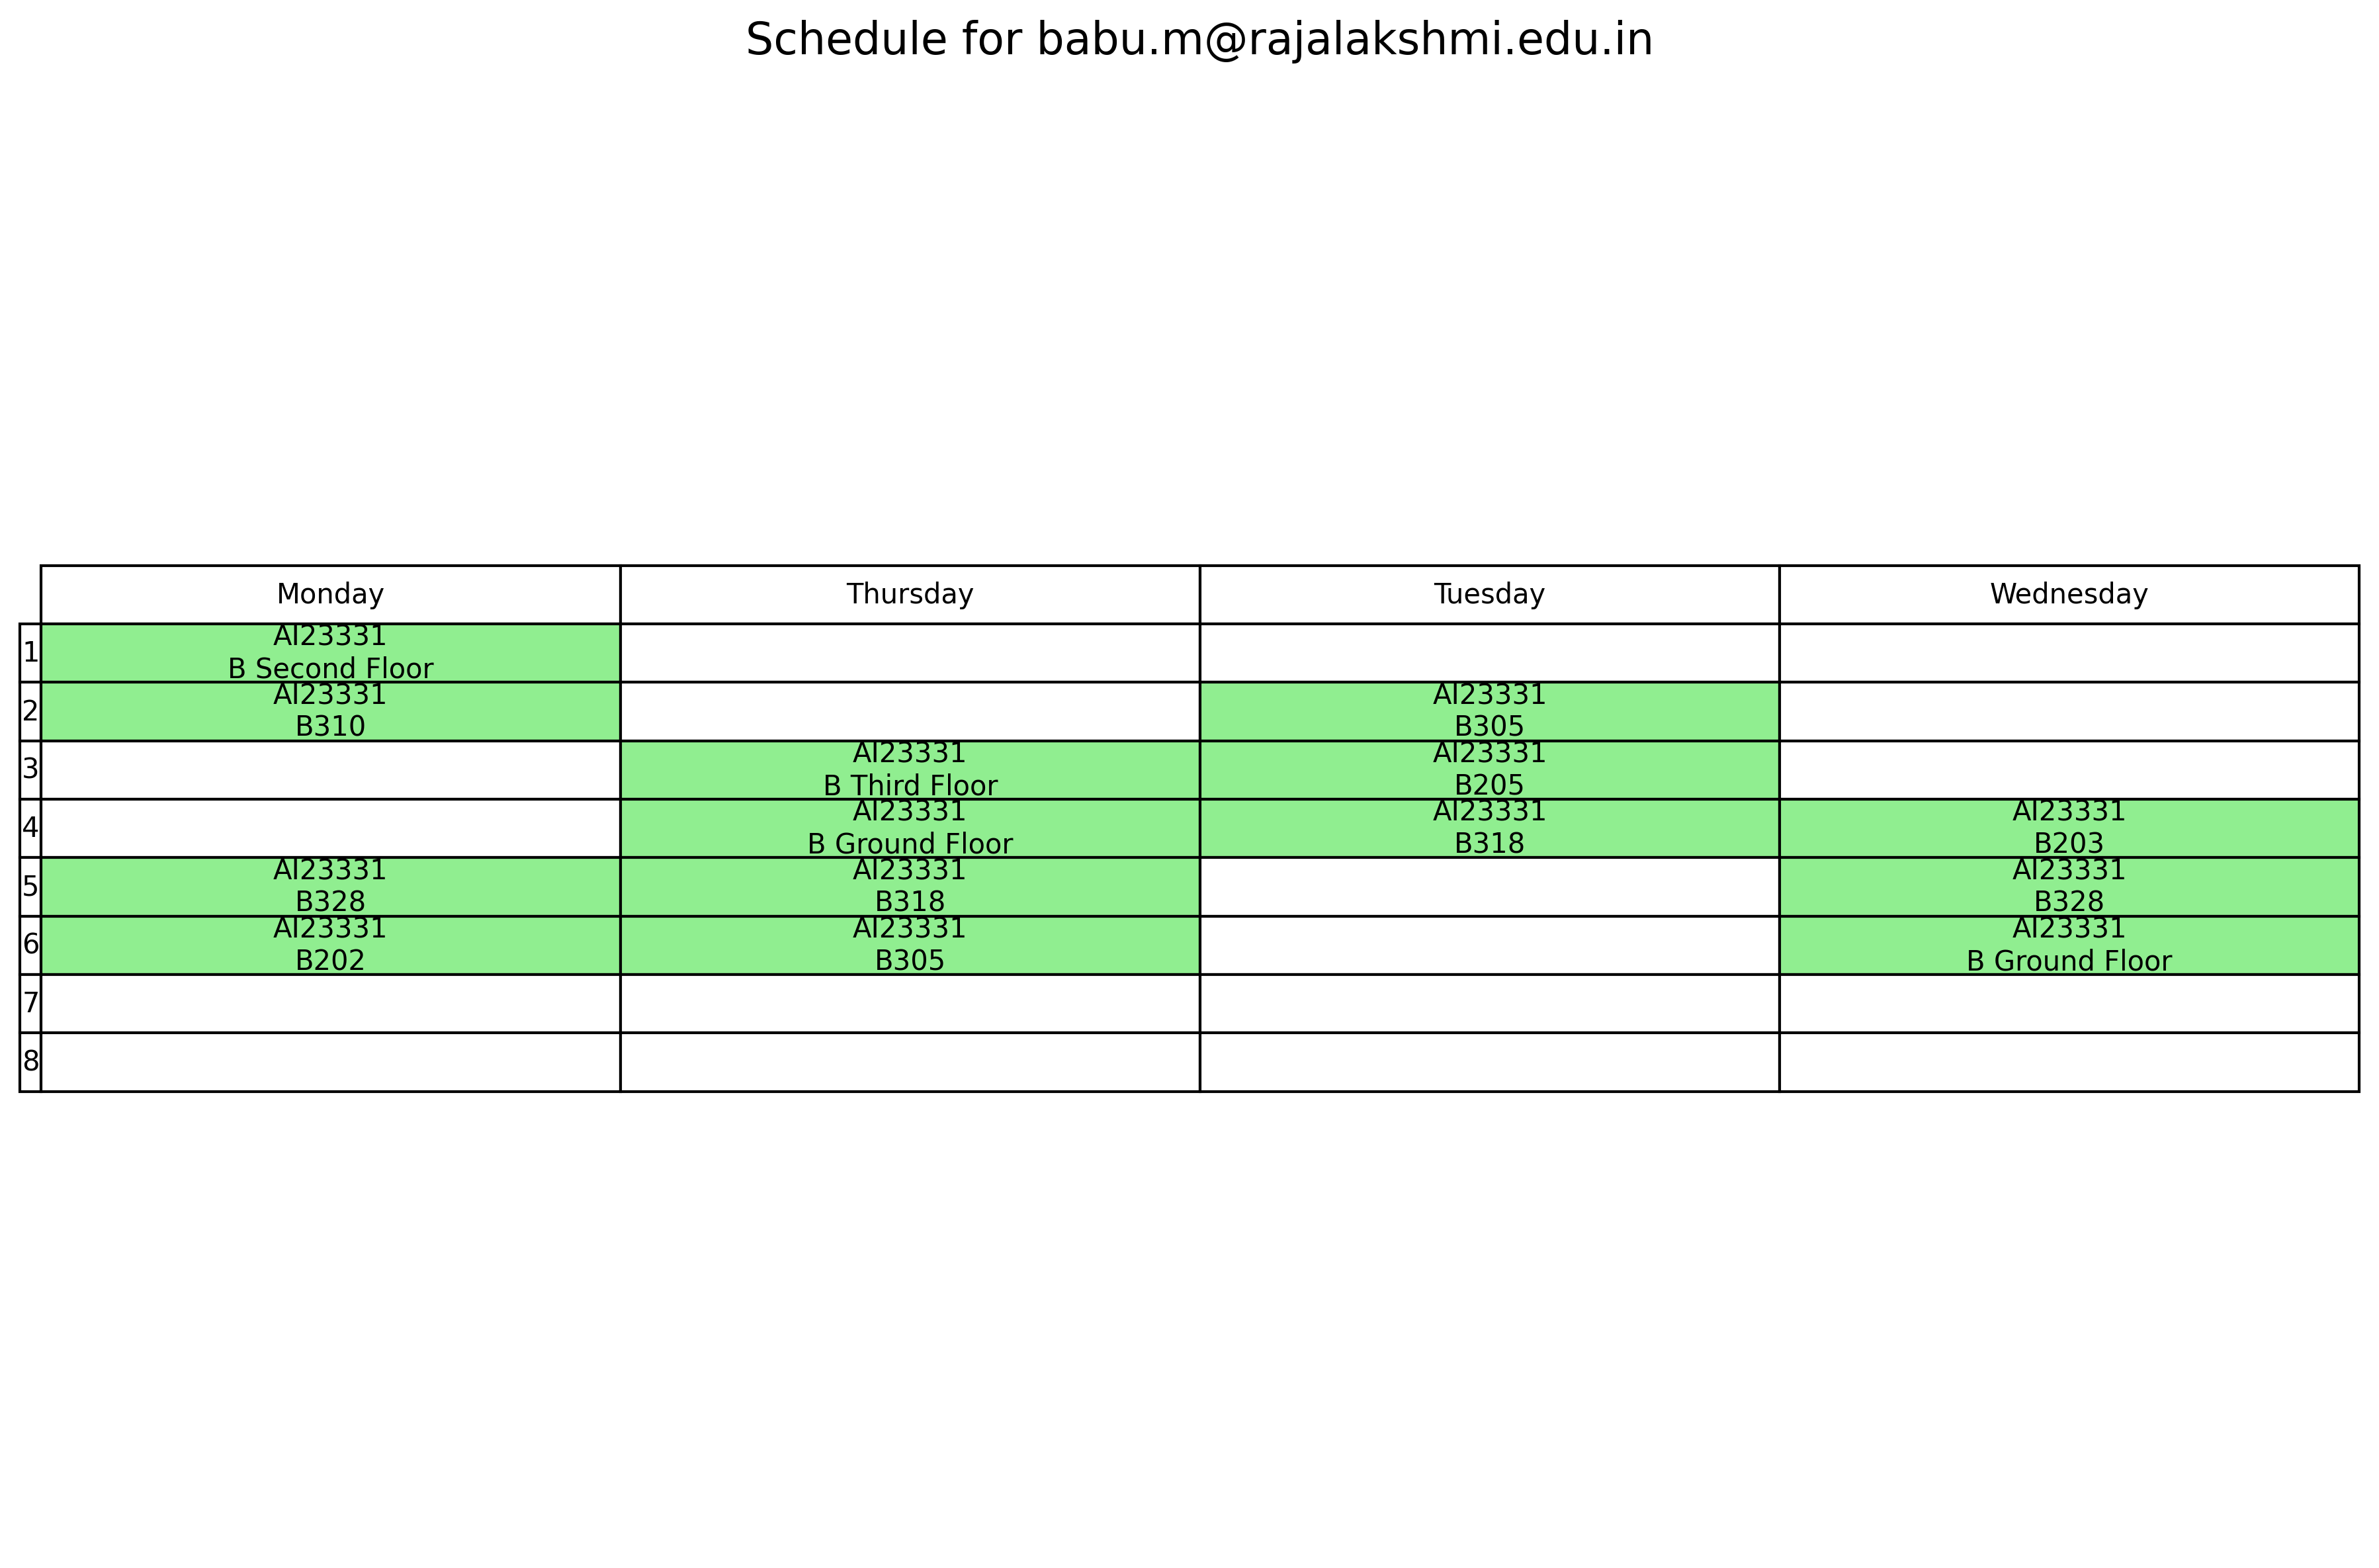 Schedule for babu.m@rajalakshmi.edu.in
Monday Thursday Tuesday Wednesday
1 AI23331
B Second Floor
2 AI23331 AI23331
B310 B305
3 AI23331 AI23331
B Third Floor B205
4 AI23331 AI23331 AI23331
B Ground Floor B318 B203
5 AI23331 AI23331 AI23331
B328 B318 B328
6 AI23331 AI23331 AI23331
B202 B305 B Ground Floor
7
8